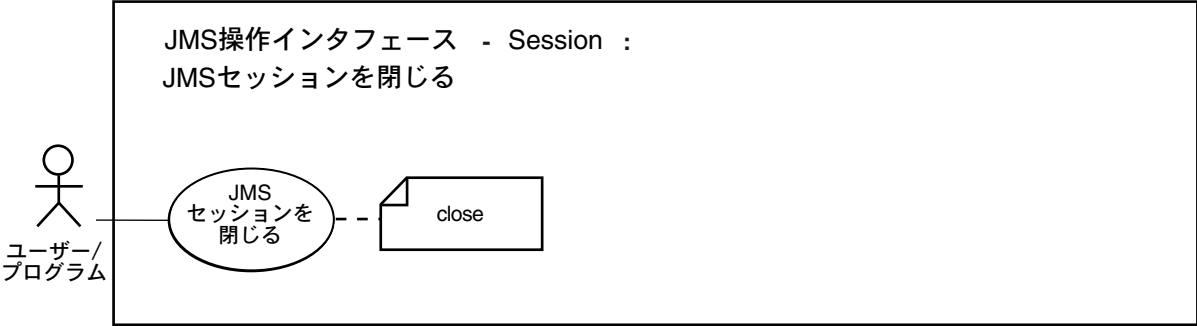 JMS操作インタフェース - Session :
JMSセッションを閉じる
JMS
セッションを
閉じる
close
ユーザー/
プログラム